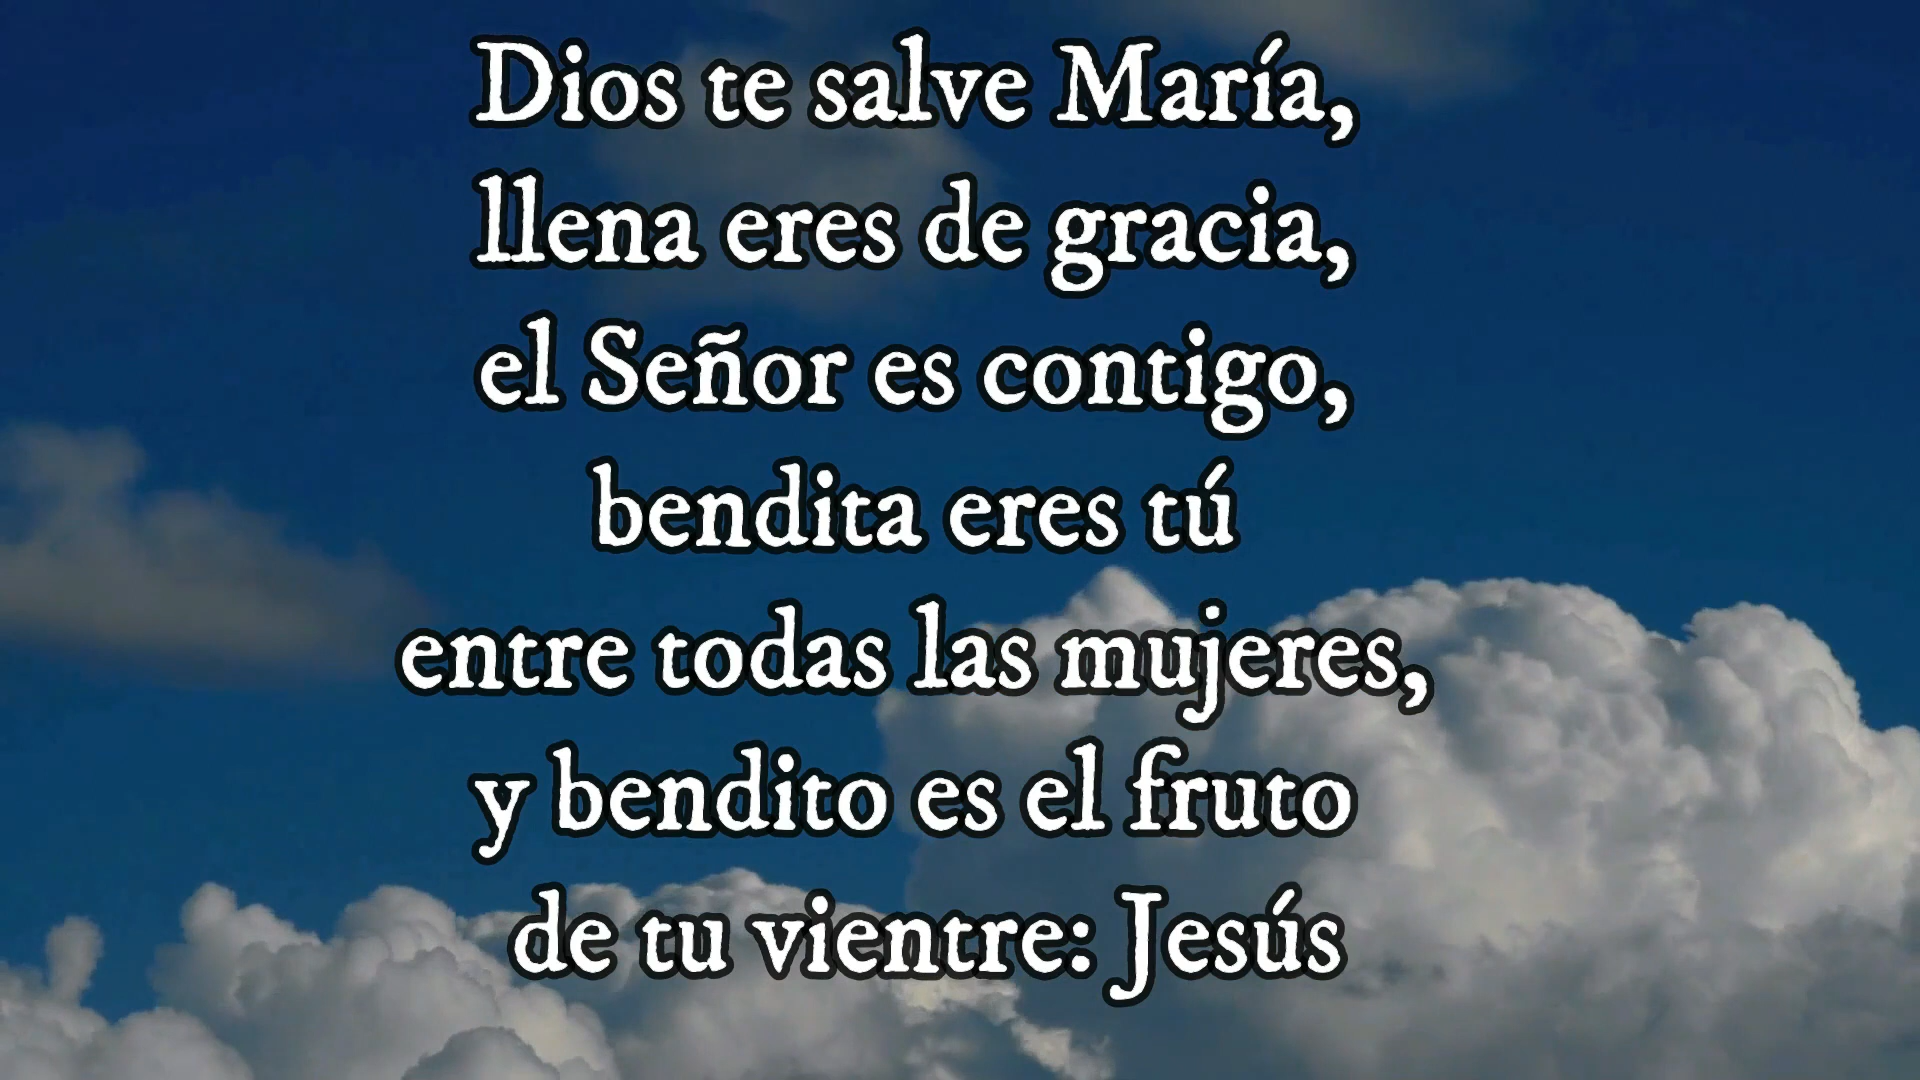 Dios te salve María,
llena eres de gracia,
el Señor es contigo,
bendita eres tú
entre todas las mujeres,
y bendito es el fruto
de tu vientre: Jesús